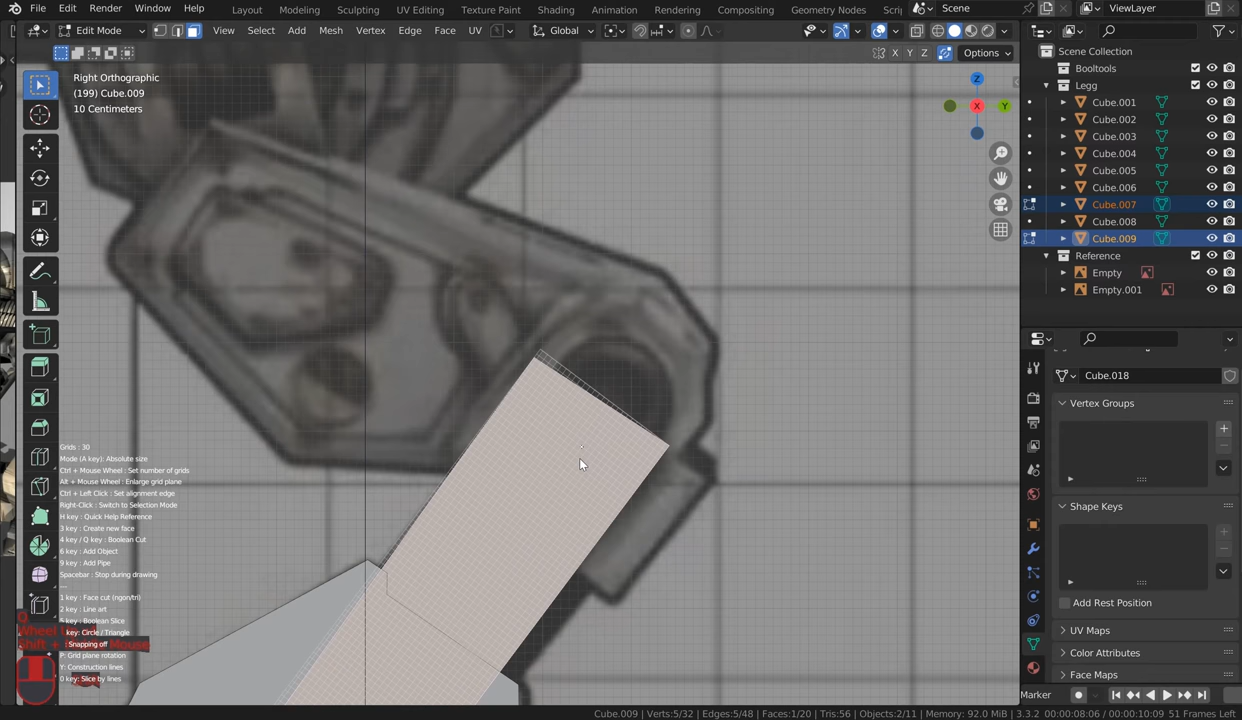 File Edit Render Window Help Layout Modeling Sculpting UV Editing Texture Paint Shading Animation Rendering Compositing Geometry Nodes Scene ViewLayer
Edit Mode View Select Add Mesh Vertex Edge Face UV Global
X Y Z Options
Right Orthographic
(199) Cube.009
10 Centimeters
Z
X
Y
Grids : 30
Mode (A key): Absolute size
Ctrl + Mouse Wheel : Set number of grids
Alt + Mouse Wheel : Enlarge grid plane
Ctrl + Left Click : Set alignment edge
Right-Click : Switch to Selection Mode
H key : Quick Help Reference
3 key : Create new face
4 key / Q key : Boolean Cut
6 key : Add Object
9 key : Add Pipe
Spacebar : Stop during drawing
---
1 key : Face cut (ngon/tri)
2 key : Line art
key : Boolean Slice
key: Circle / Triangle
Snapping off
P: Grid plane rotation
Y: Construction lines
0 key: Slice by lines
Scene Collection
Booltools
Legg
Cube.001
Cube.002
Cube.003
Cube.004
Cube.005
Cube.006
Cube.007
Cube.008
Cube.009
Reference
Empty
Empty.001
Cube.018
Vertex Groups
Shape Keys
Add Rest Position
UV Maps
Color Attributes
Face Maps
Marker
Cube.009 | Verts:5/32 | Edges:5/48 | Faces:1/20 | Tris:56 | Objects:2/11 | Memory: 92.0 MiB | 3.3.2 00:00:08:06 / 00:00:10:09 51 Frames Left